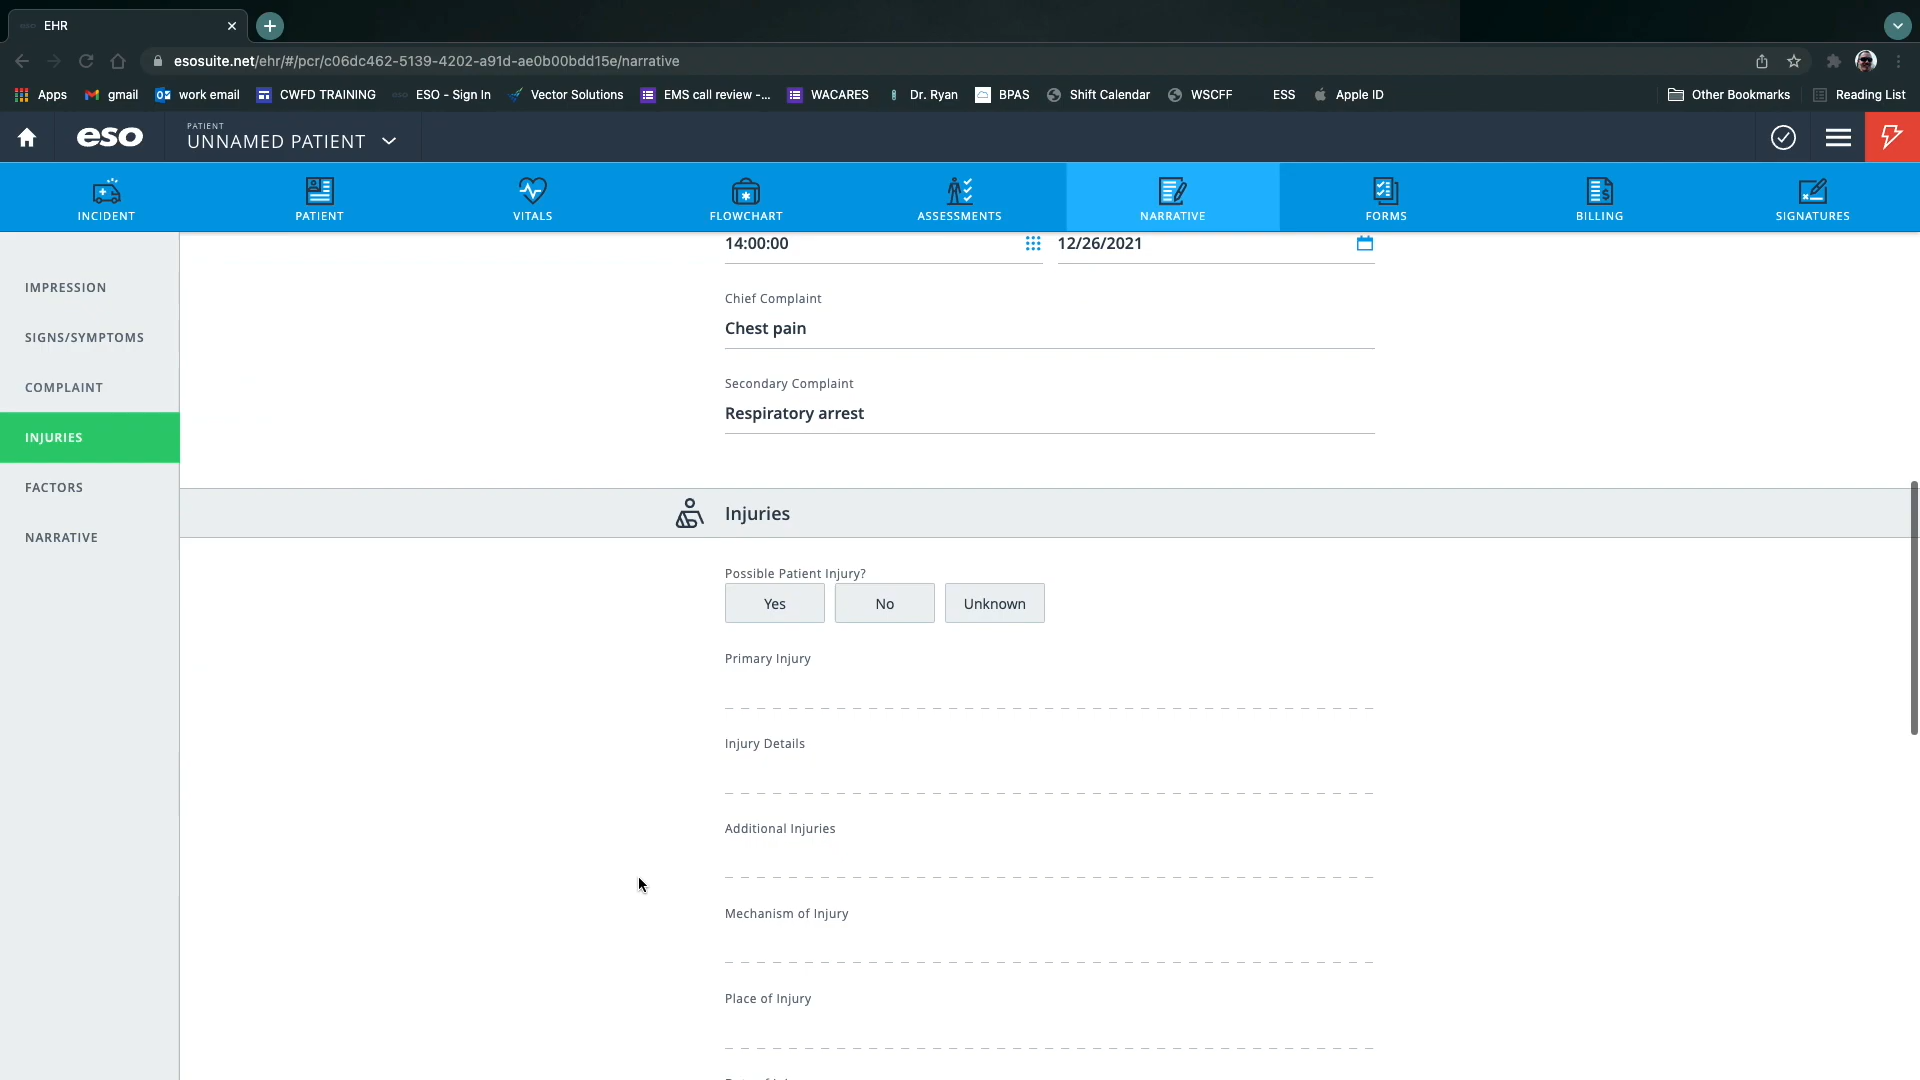 EHR
esosuite.net/ehr/#/pcr/c06dc462-5139-4202-a91d-ae0b00bdd15e/narrative
Apps gmail work email CWFD TRAINING ESO - Sign In Vector Solutions EMS call review -... WACARES Dr. Ryan BPAS Shift Calendar WSCFF ESS Apple ID Other Bookmarks Reading List
eso
PATIENT
UNNAMED PATIENT
INCIDENT PATIENT VITALS FLOWCHART ASSESSMENTS NARRATIVE FORMS BILLING SIGNATURES
IMPRESSION
SIGNS/SYMPTOMS
COMPLAINT
INJURIES
FACTORS
NARRATIVE
14:00:00 12/26/2021
Chief Complaint
Chest pain
Secondary Complaint
Respiratory arrest
Injuries
Possible Patient Injury?
Yes No Unknown
Primary Injury
Injury Details
Additional Injuries
Mechanism of Injury
Place of Injury